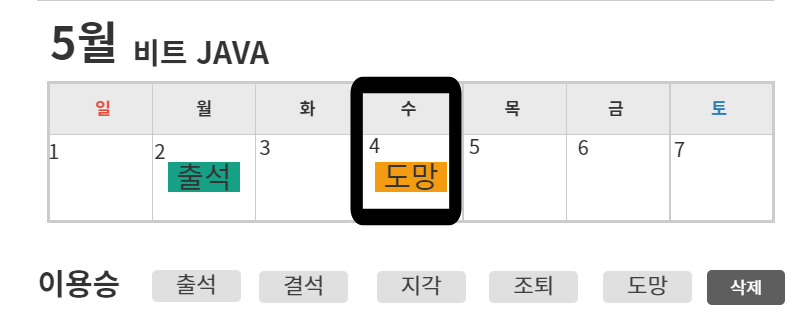 5월 비트 JAVA
일 월 화 수 목 금 토
1 2 3 4 5 6 7
출석 도망
이용승 출석 결석 지각 조퇴 도망 삭제